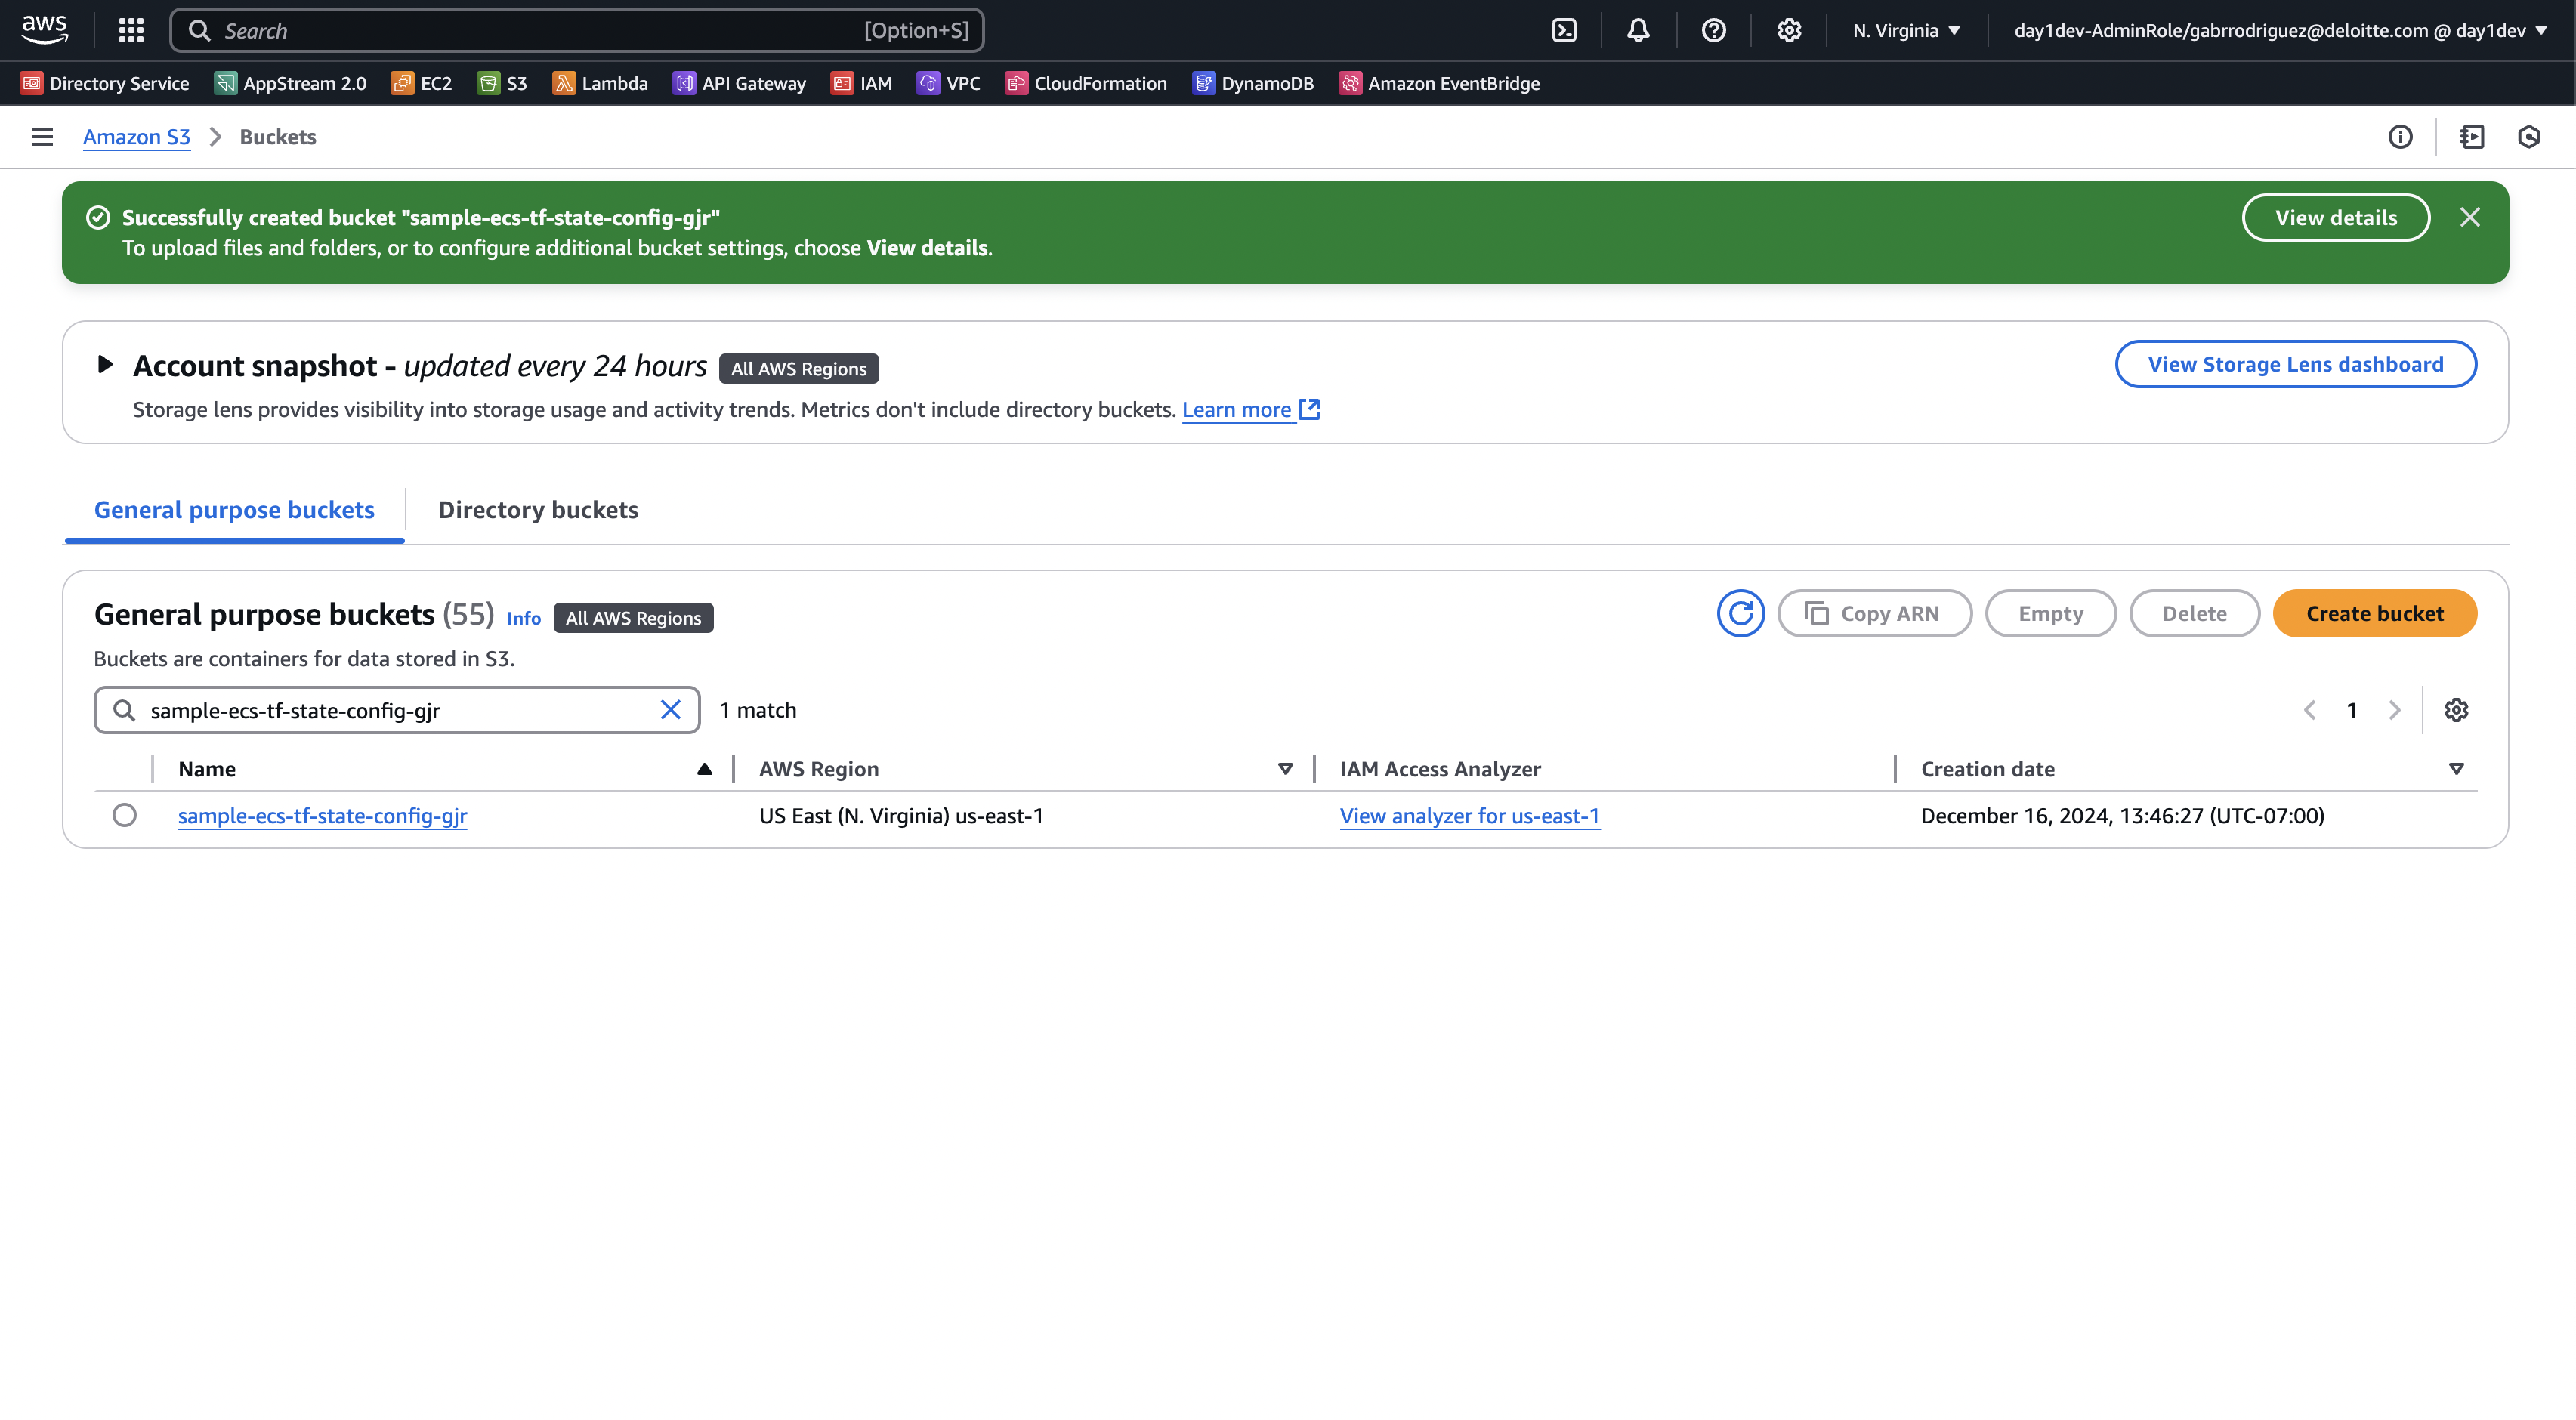 aws
Search
[Option+S]
N. Virginia
day1dev-AdminRole/gabrrodriguez@deloitte.com @ day1dev
Directory Service
AppStream 2.0
EC2
S3
Lambda
API Gateway
IAM
VPC
CloudFormation
DynamoDB
Amazon EventBridge
Amazon S3
Buckets
Successfully created bucket "sample-ecs-tf-state-config-gjr"
To upload files and folders, or to configure additional bucket settings, choose View details.
View details
Account snapshot - updated every 24 hours
All AWS Regions
View Storage Lens dashboard
Storage lens provides visibility into storage usage and activity trends. Metrics don't include directory buckets. Learn more
General purpose buckets
Directory buckets
General purpose buckets (55)
Info
All AWS Regions
Copy ARN
Empty
Delete
Create bucket
Buckets are containers for data stored in S3.
sample-ecs-tf-state-config-gjr
1 match
1
Name
AWS Region
IAM Access Analyzer
Creation date
sample-ecs-tf-state-config-gjr
US East (N. Virginia) us-east-1
View analyzer for us-east-1
December 16, 2024, 13:46:27 (UTC-07:00)